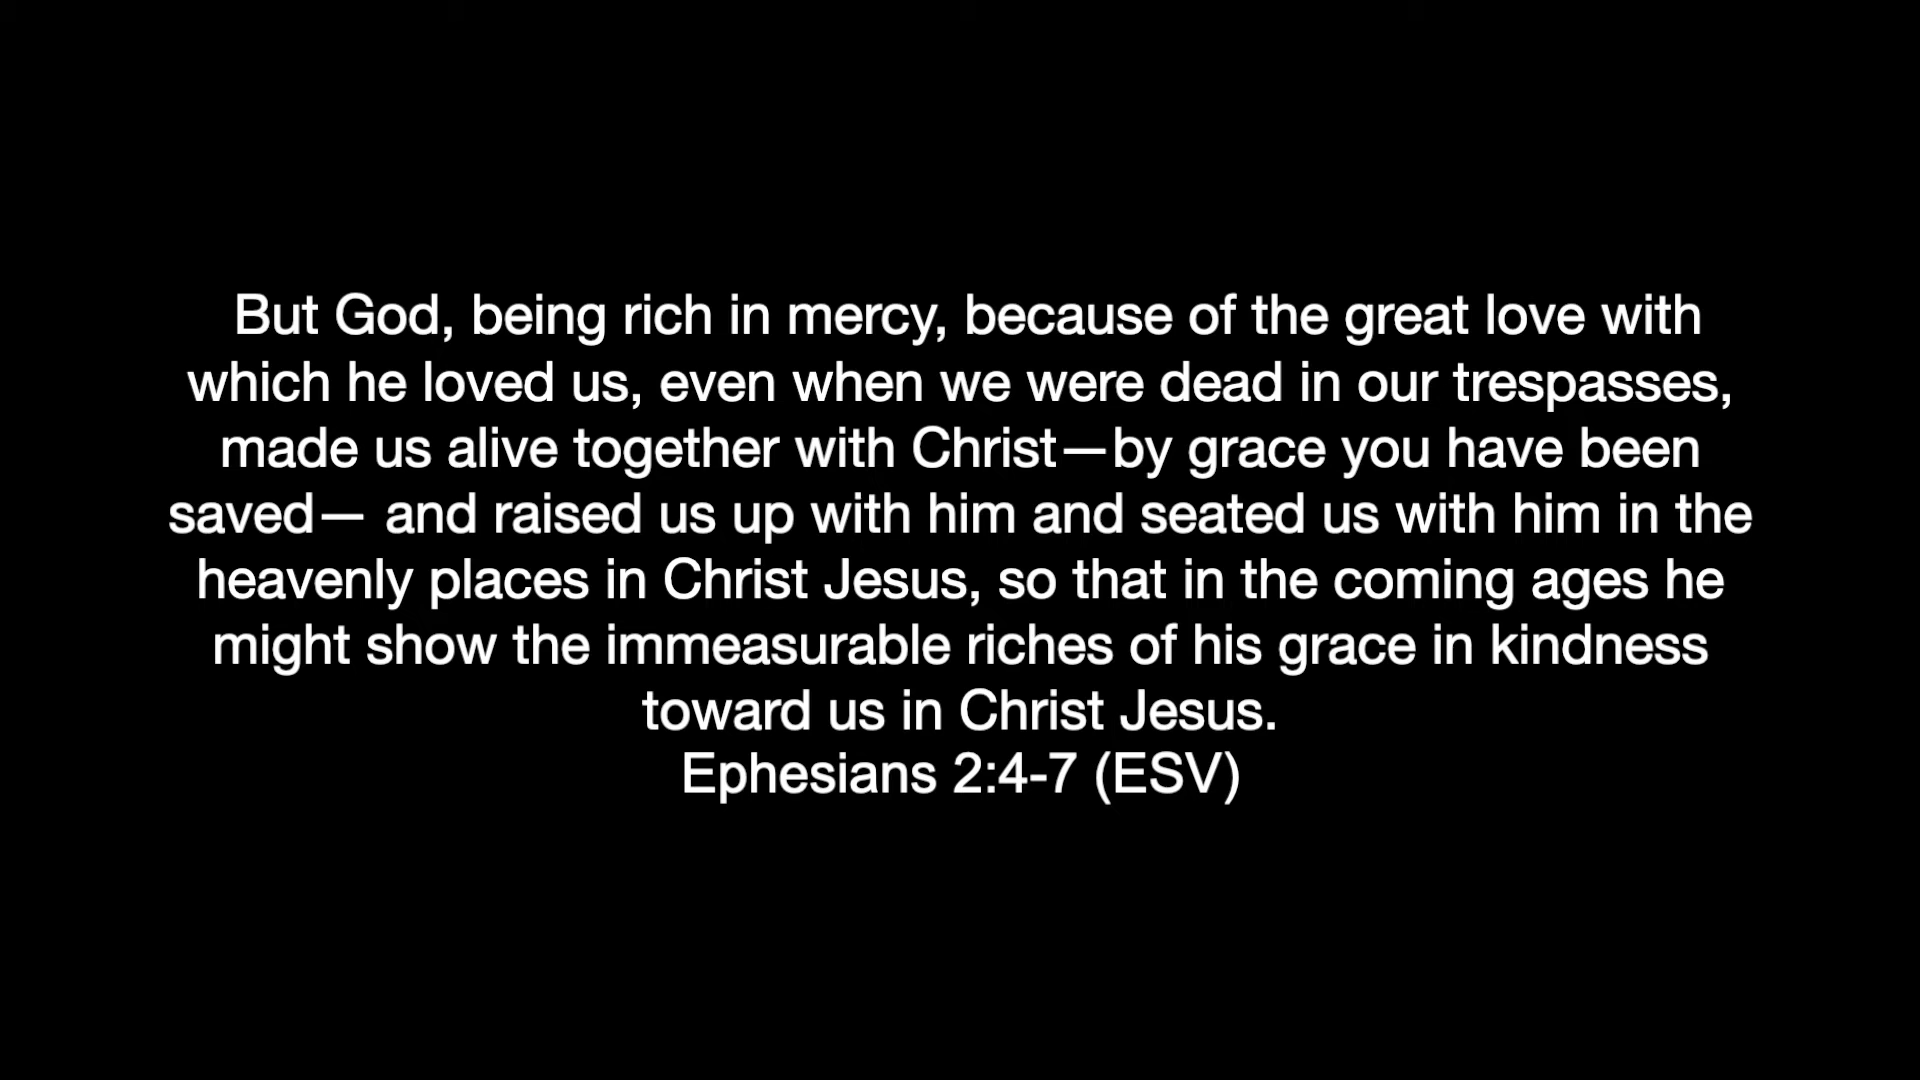 But God, being rich in mercy, because of the great love with
which he loved us, even when we were dead in our trespasses,
made us alive together with Christ—by grace you have been
saved— and raised us up with him and seated us with him in the
heavenly places in Christ Jesus, so that in the coming ages he
might show the immeasurable riches of his grace in kindness
toward us in Christ Jesus.
Ephesians 2:4-7 (ESV)